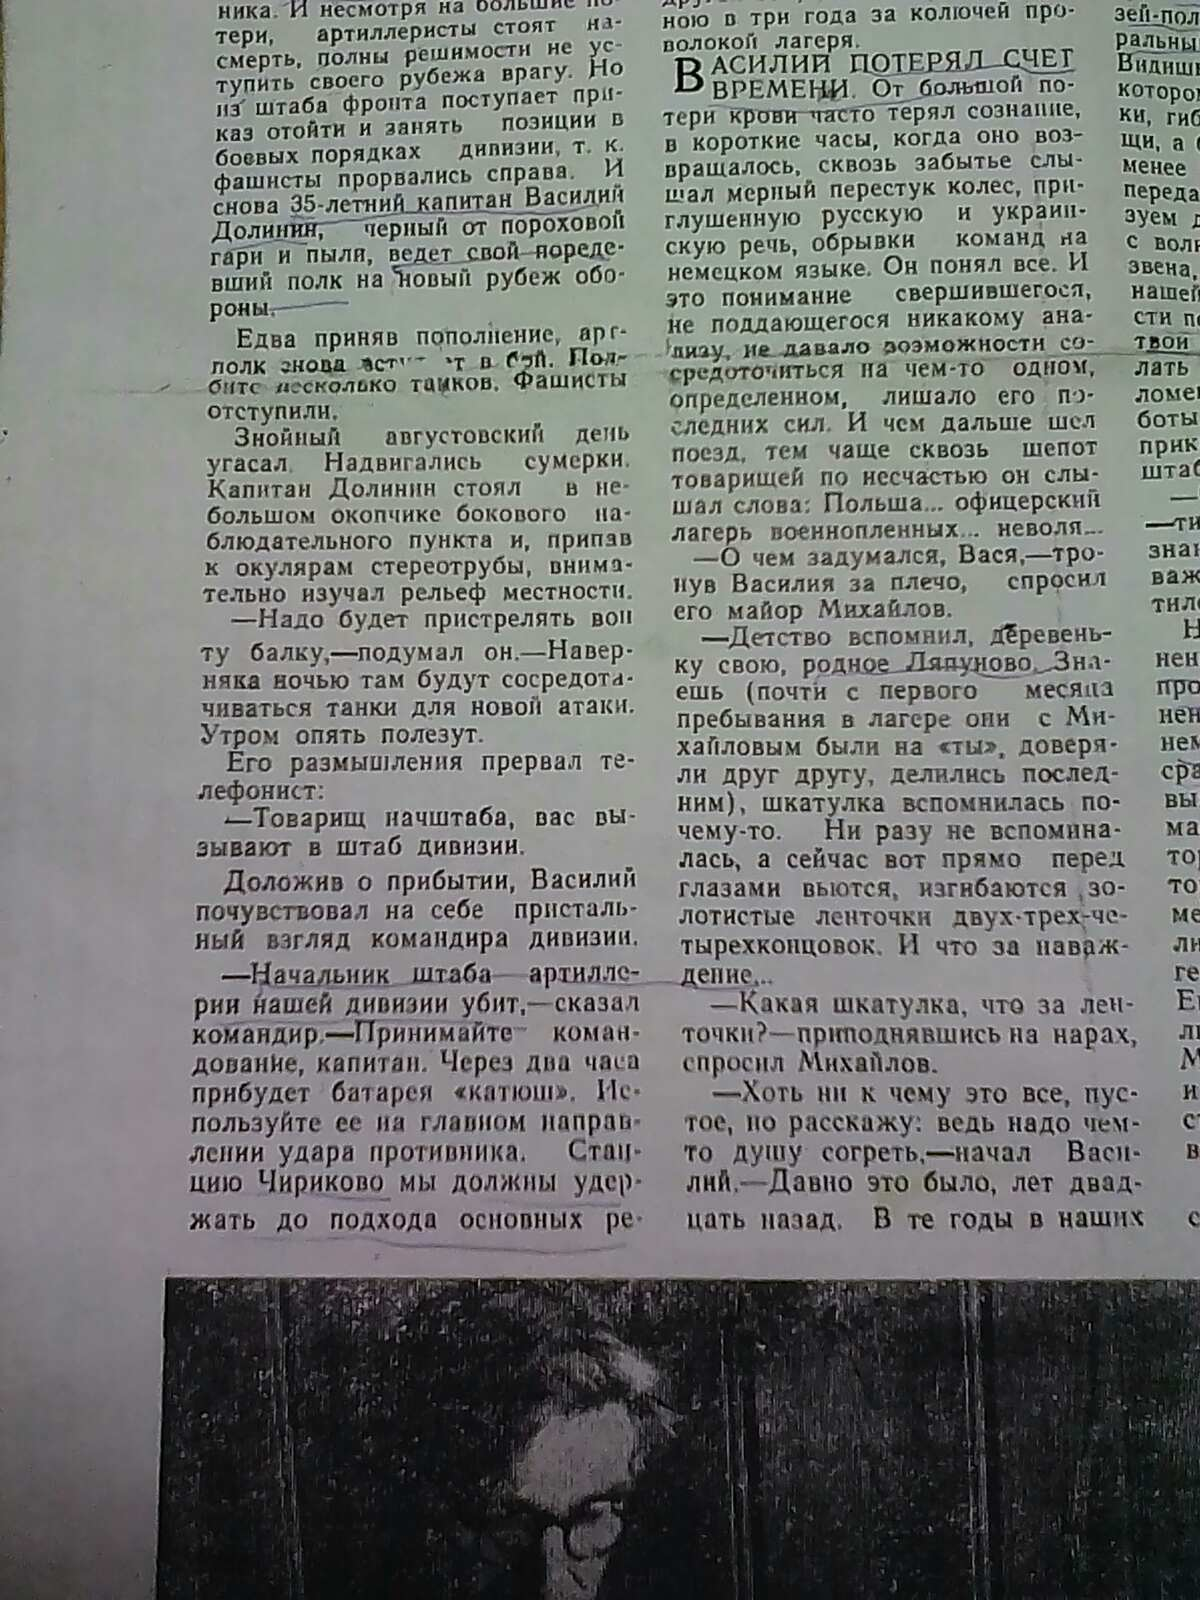 ника. И несмотря на большие по-
тери, артиллеристы стоят на-
смерть, полны решимости не ус-
тупить своего рубежа врагу. Но
из штаба фронта поступает при-
каз отойти и занять позиции в
боевых порядках дивизии, т. к.
фашисты прорвались справа. И
снова 35-летний капитан Василий
Долинин, черный от пороховой
гари и пыли, ведет свой пореде-
вший полк на новый рубеж обо-
роны.
Едва приняв пополнение, арт-
полк снова вступает в бой. Под-
бито несколько танков. Фашисты
отступили.
Знойный августовский день
угасал. Надвигались сумерки.
Капитан Долинин стоял в не-
большом окопчике бокового на-
блюдательного пункта и, припав
к окулярам стереотрубы, внима-
тельно изучал рельеф местности.
—Надо будет пристрелять вон
ту балку,—подумал он.—Навер-
няка ночью там будут сосредота-
чиваться танки для новой атаки.
Утром опять полезут.
Его размышления прервал те-
лефонист:
—Товарищ начштаба, вас вы-
зывают в штаб дивизии.
Доложив о прибытии, Василий
почувствовал на себе присталь-
ный взгляд командира дивизии.
—Начальник штаба артилле-
рии нашей дивизии убит,—сказал
командир.—Принимайте коман-
дование, капитан. Через два часа
прибудет батарея «катюш». Ис-
пользуйте ее на главном направ-
лении удара противника. Стан-
цию Чириково мы должны удер-
жать до подхода основных ре-
ною в три года за колючей про-
волокой лагеря.
ВАСИЛИЙ ПОТЕРЯЛ СЧЕТ
ВРЕМЕНИ. От большой по-
тери крови часто терял сознание,
в короткие часы, когда оно воз-
вращалось, сквозь забытье слы-
шал мерный перестук колес, при-
глушенную русскую и украин-
скую речь, обрывки команд на
немецком языке. Он понял все. И
это понимание свершившегося,
не поддающегося никакому ана-
лизу, не давало возможности со-
средоточиться на чем-то одном,
определенном, лишало его по-
следних сил. И чем дальше шел
поезд, тем чаще сквозь шепот
товарищей по несчастью он слы-
шал слова: Польша... офицерский
лагерь военнопленных... неволя...
—О чем задумался, Вася,—тро-
нув Василия за плечо, спросил
его майор Михайлов.
—Детство вспомнил, деревень-
ку свою, родное Ляпуново. Зна-
ешь (почти с первого месяца
пребывания в лагере они с Ми-
хайловым были на «ты», доверя-
ли друг другу, делились послед-
ним), шкатулка вспомнилась по-
чему-то. Ни разу не вспомина-
лась, а сейчас вот прямо перед
глазами вьются, изгибаются зо-
лотистые ленточки двух-трех-че-
тырехконцовок. И что за наваж-
дение...
—Какая шкатулка, что за лен-
точки?—приподнявшись на нарах,
спросил Михайлов.
—Хоть ни к чему это все, пус-
тое, но расскажу: ведь надо чем-
то душу согреть,—начал Васи-
лий.—Давно это было, лет двад-
цать назад. В те годы в наших